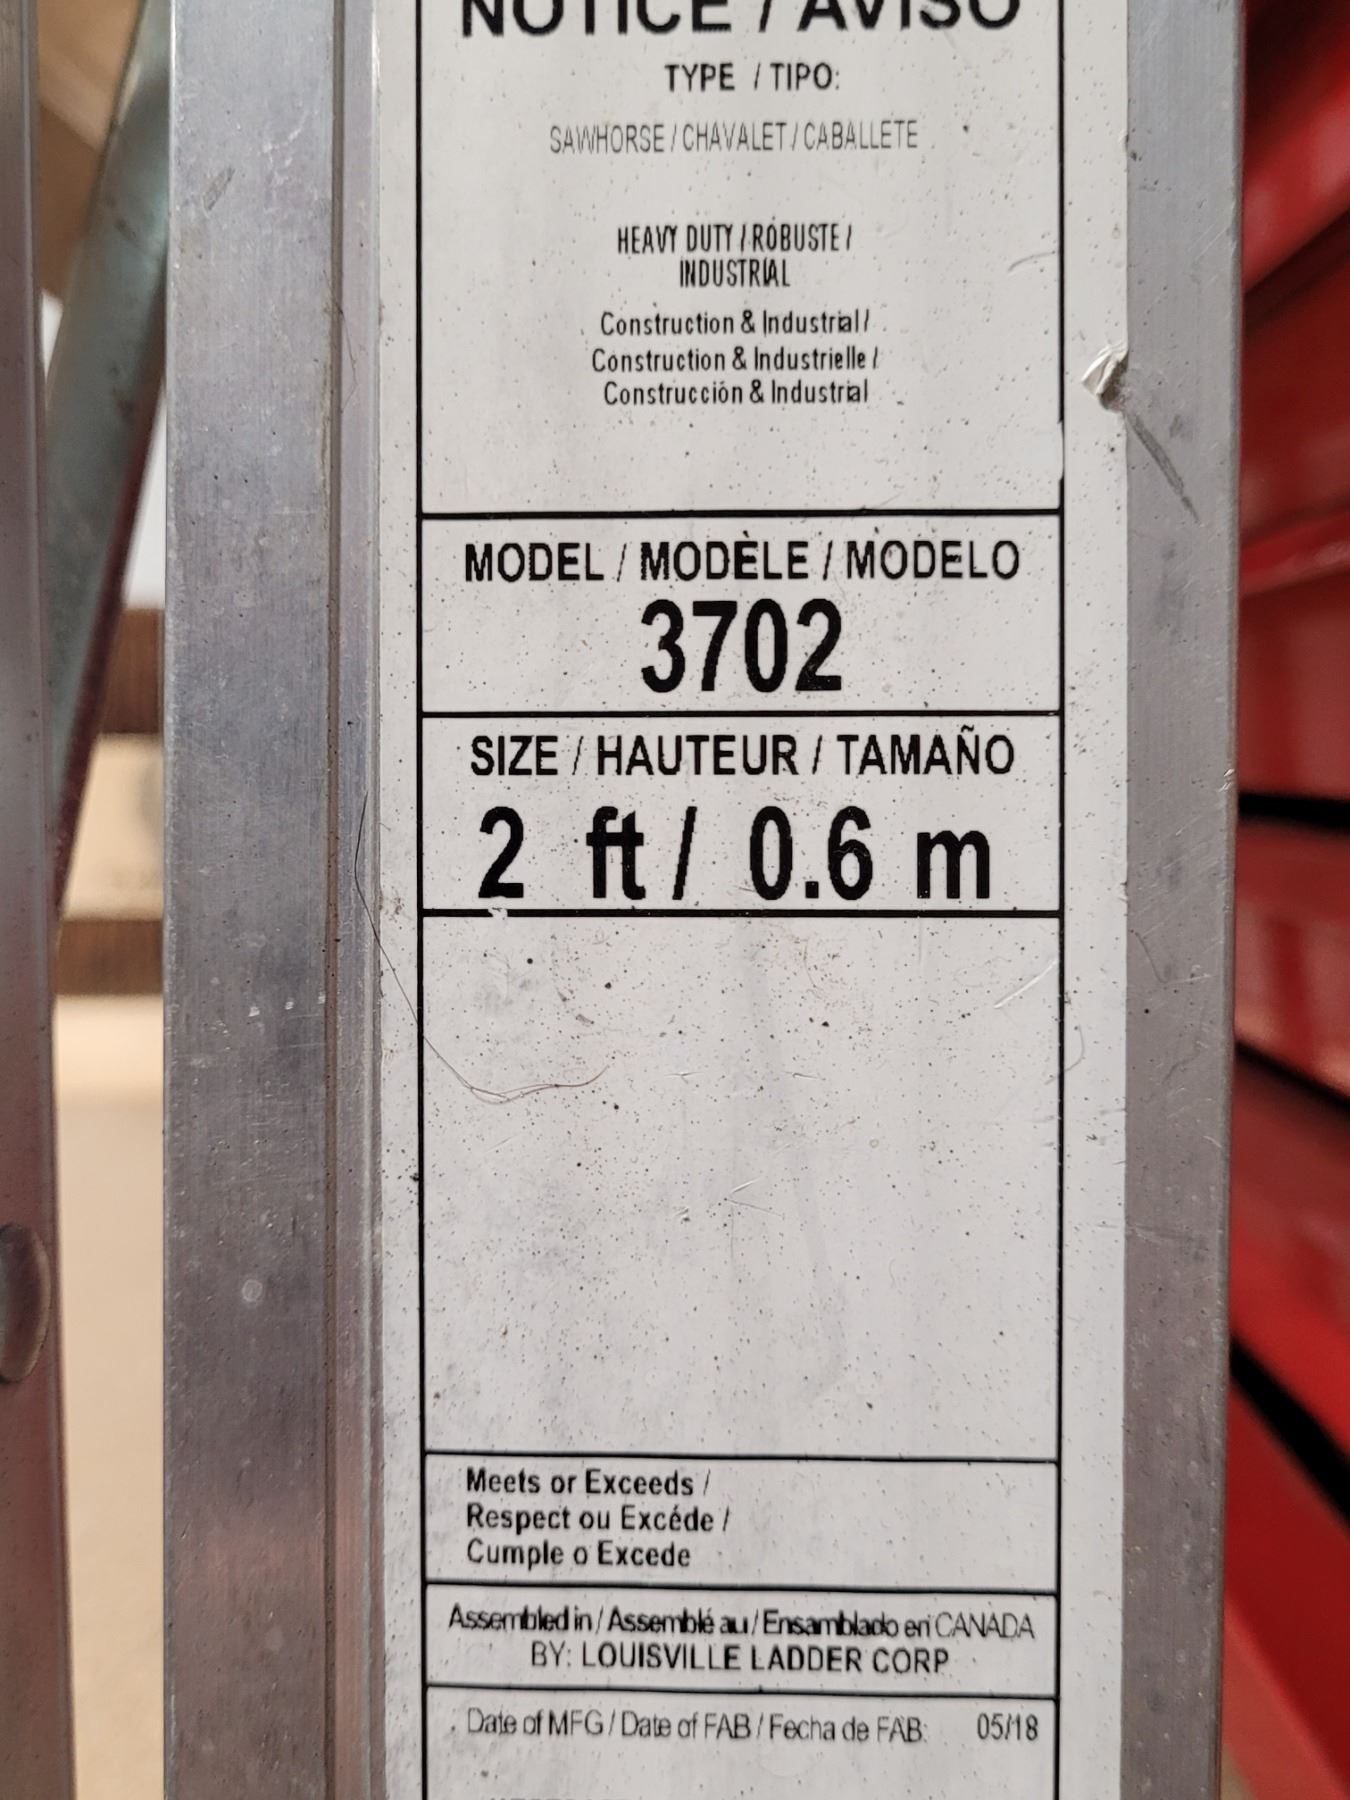 NOTICE / AVISO
TYPE / TIPO:
SAWHORSE / CHAVALET / CABALLETE
HEAVY DUTY / ROBUSTE /
INDUSTRIAL
Construction & Industrial /
Construction & Industrielle /
Construcción & Industrial
MODEL / MODÈLE / MODELO
3702
SIZE / HAUTEUR / TAMAÑO
2 ft / 0.6 m
Meets or Exceeds /
Respect ou Excéde /
Cumple o Excede
Assembled in / Assemblé au / Ensamblado en CANADA
BY: LOUISVILLE LADDER CORP
Date of MFG / Date of FAB / Fecha de FAB: 05/18